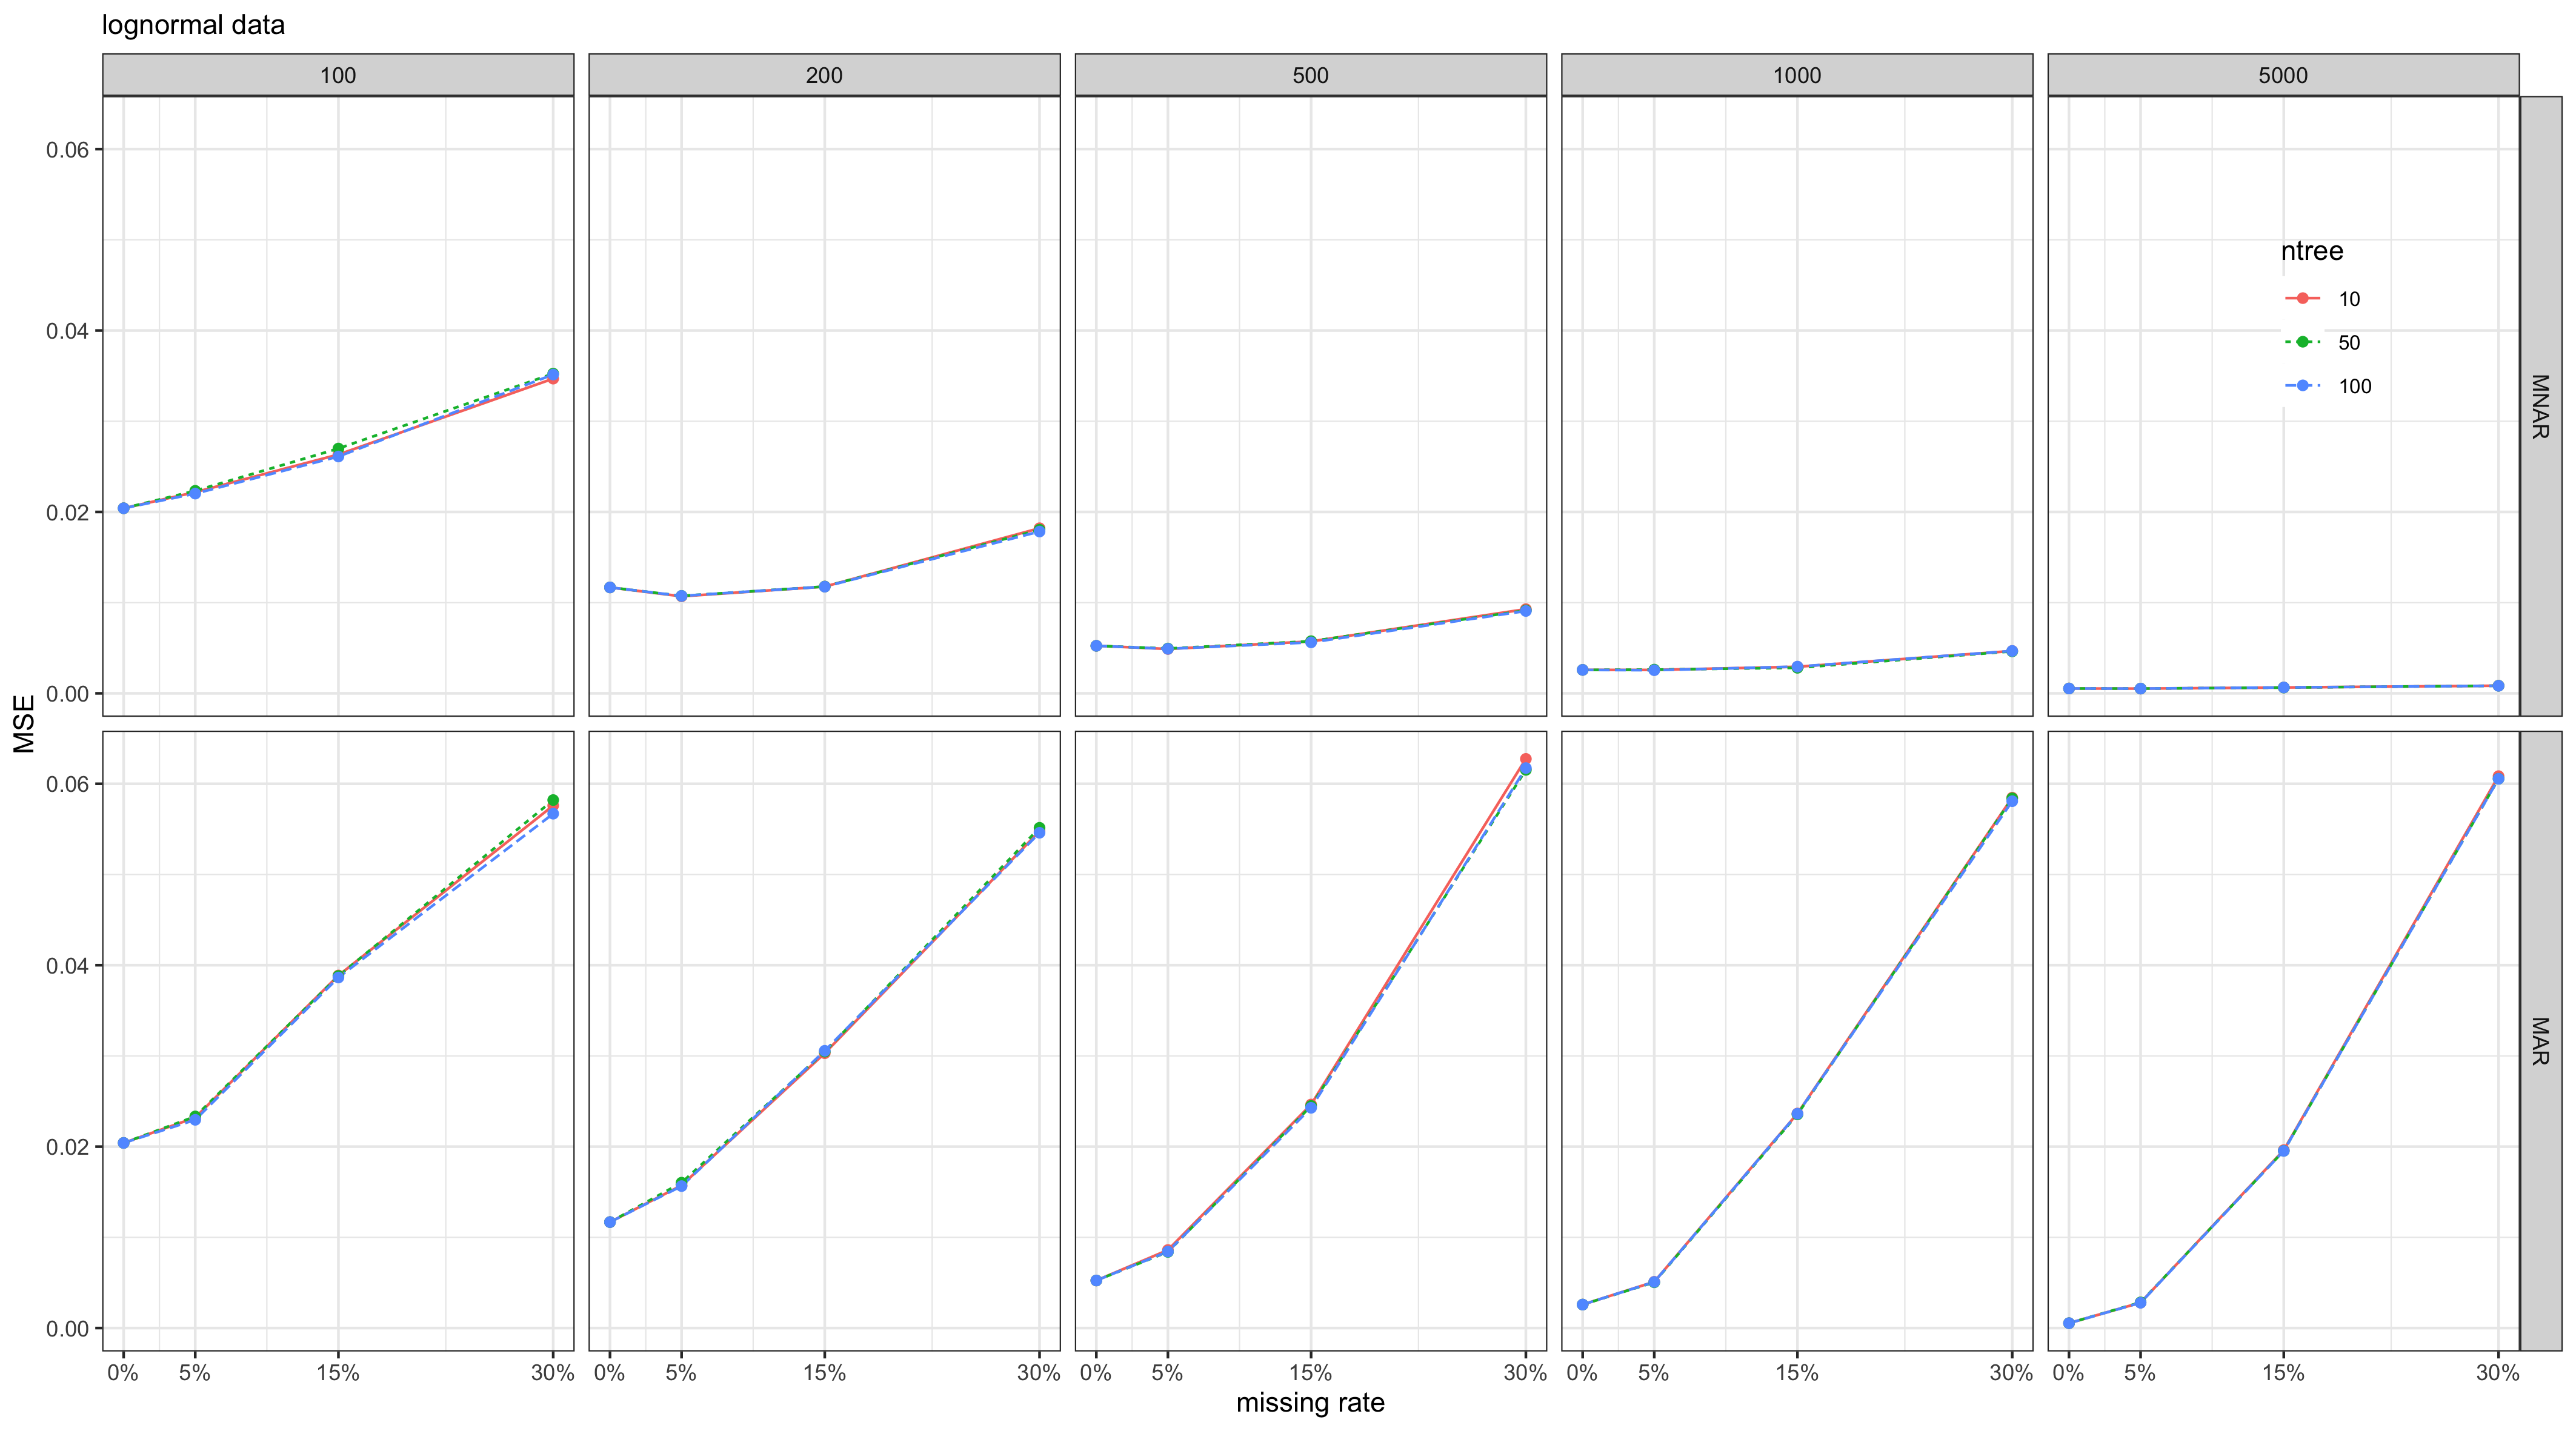 lognormal data
100 200 500 1000 5000
0.06
0.04
0.02
0.00
MNAR
ntree
10
50
100
MSE
0.06
0.04
0.02
0.00
MAR
0% 5% 15% 30% 0% 5% 15% 30% 0% 5% 15% 30% 0% 5% 15% 30% 0% 5% 15% 30%
missing rate